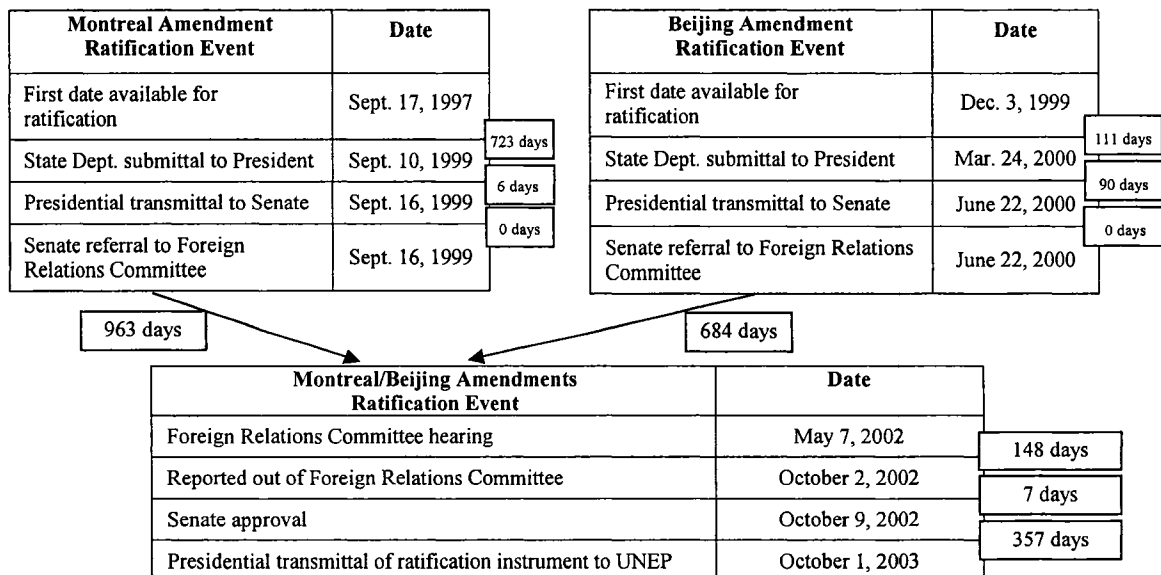 Montreal Amendment
Ratification Event
Date
First date available for
ratification
Sept. 17, 1997
723 days
State Dept. submittal to President
Sept. 10, 1999
6 days
Presidential transmittal to Senate
Sept. 16, 1999
0 days
Senate referral to Foreign
Relations Committee
Sept. 16, 1999
Beijing Amendment
Ratification Event
Date
First date available for
ratification
Dec. 3, 1999
111 days
State Dept. submittal to President
Mar. 24, 2000
90 days
Presidential transmittal to Senate
June 22, 2000
0 days
Senate referral to Foreign Relations
Committee
June 22, 2000
963 days
684 days
Montreal/Beijing Amendments
Ratification Event
Date
Foreign Relations Committee hearing
May 7, 2002
148 days
Reported out of Foreign Relations Committee
October 2, 2002
7 days
Senate approval
October 9, 2002
357 days
Presidential transmittal of ratification instrument to UNEP
October 1, 2003